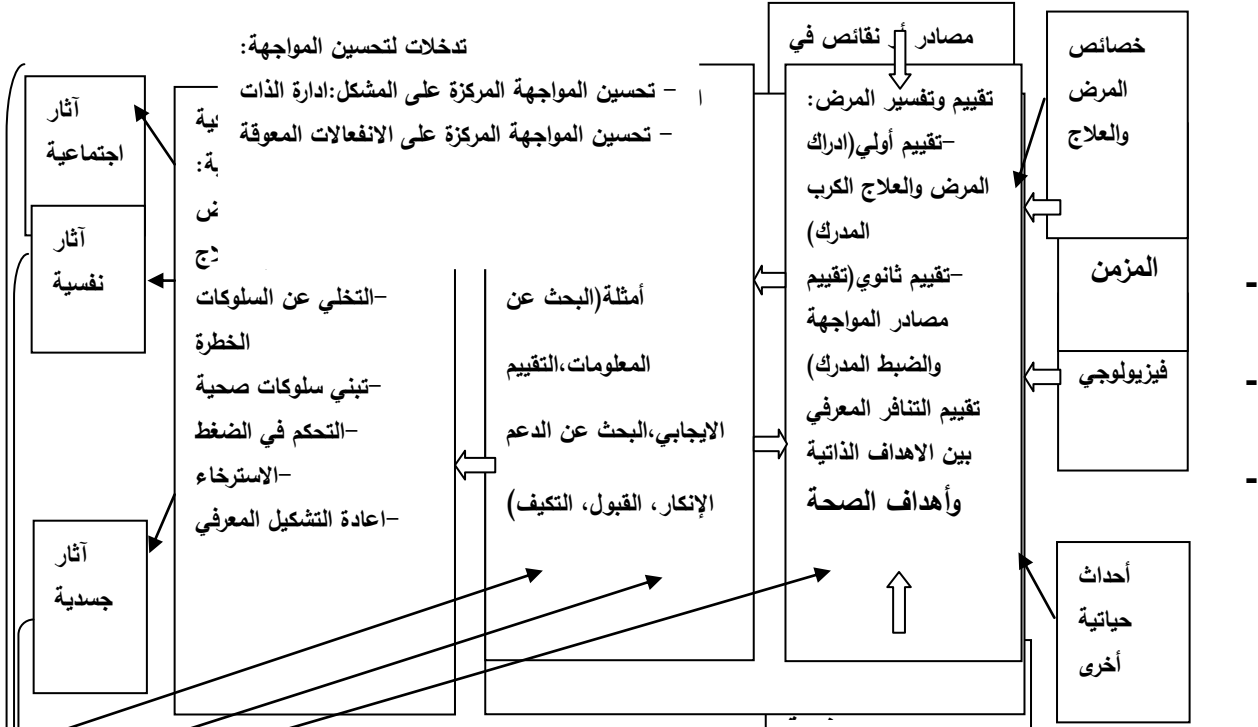 مصادر أو نقائص في
خصائص
المرض
والعلاج
المزمن
فيزيولوجي
أحداث
حياتية
أخرى
تقييم وتفسير المرض:
-تقييم أولي(ادراك
المرض والعلاج الكرب
المدرك)
-تقييم ثانوي(تقييم
مصادر المواجهة
والضبط المدرك)
تقييم التنافر المعرفي
بين الاهداف الذاتية
وأهداف الصحة
تدخلات لتحسين المواجهة:
- تحسين المواجهة المركزة على المشكل:ادارة الذات
- تحسين المواجهة المركزة على الانفعالات المعوقة
أمثلة(البحث عن
المعلومات،التقييم
الايجابي،البحث عن الدعم
الإنكار، القبول، التكيف)
-التخلي عن السلوكات
الخطرة
-تبني سلوكات صحية
-التحكم في الضغط
-الاسترخاء
-اعادة التشكيل المعرفي
آثار
اجتماعية
آثار
نفسية
آثار
جسدية